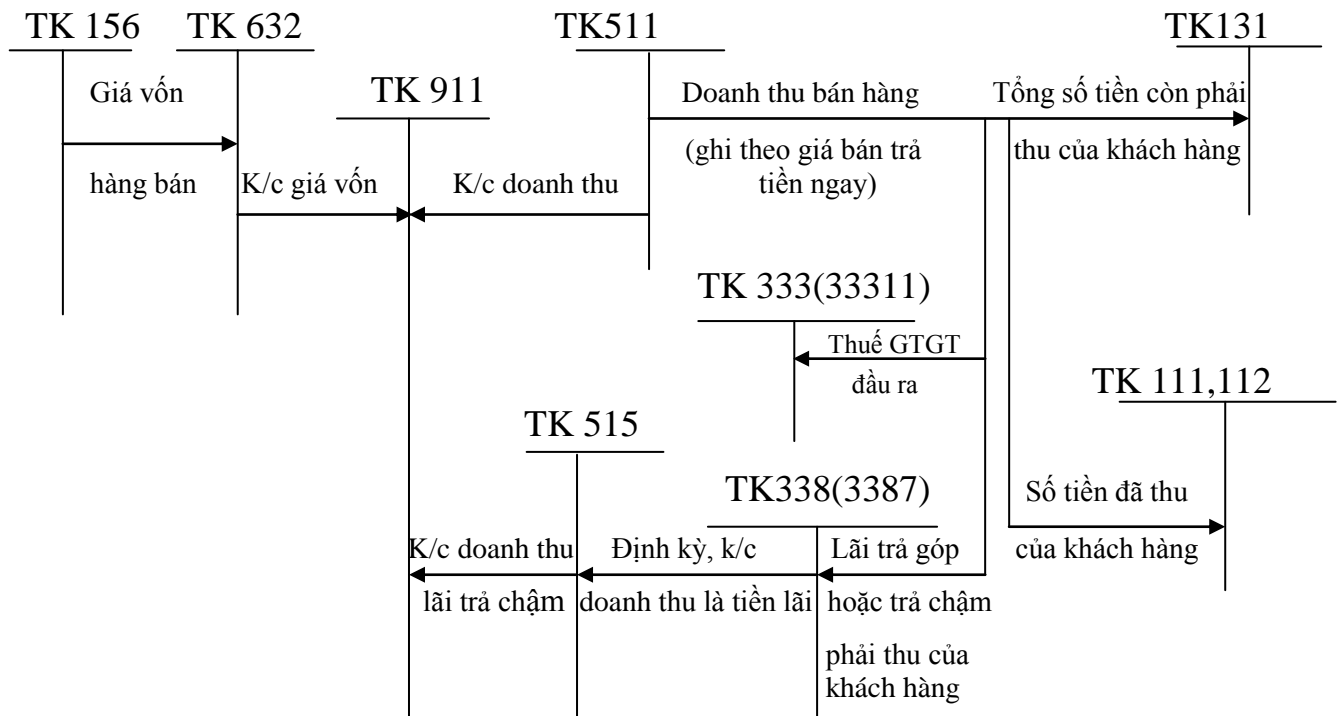 TK 156
TK 632
TK511
TK131
Giá vốn
hàng bán
TK 911
K/c giá vốn
K/c doanh thu
Doanh thu bán hàng
(ghi theo giá bán trả
tiền ngay)
Tổng số tiền còn phải
thu của khách hàng
TK 333(33311)
Thuế GTGT
đầu ra
TK 111,112
Số tiền đã thu
của khách hàng
TK 515
TK338(3387)
K/c doanh thu
lãi trả chậm
Định kỳ, k/c
doanh thu là tiền lãi
Lãi trả góp
hoặc trả chậm
phải thu của
khách hàng